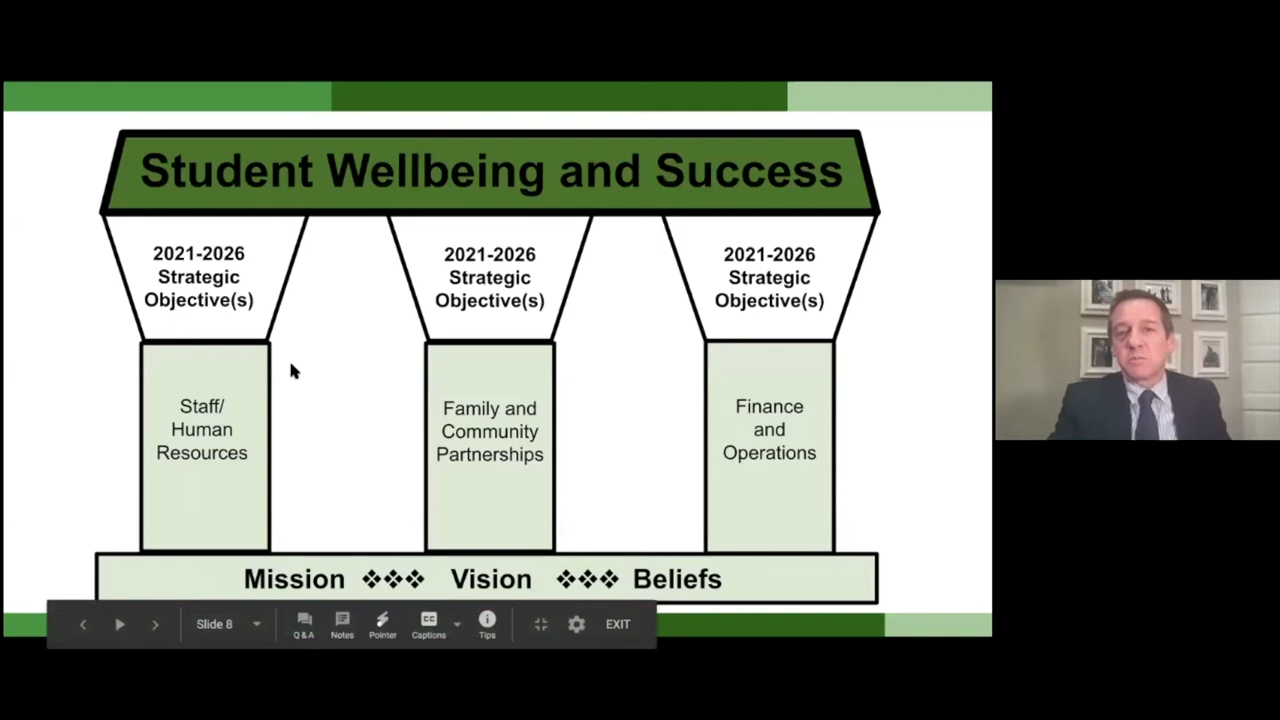 Student Wellbeing and Success
2021-2026
Strategic
Objective(s)
2021-2026
Strategic
Objective(s)
2021-2026
Strategic
Objective(s)
Staff/
Human
Resources
Family and
Community
Partnerships
Finance
and
Operations
Mission ❖❖❖ Vision ❖❖❖ Beliefs
Slide 8
Q & A
Notes
Pointer
CC
Captions
Tips
EXIT